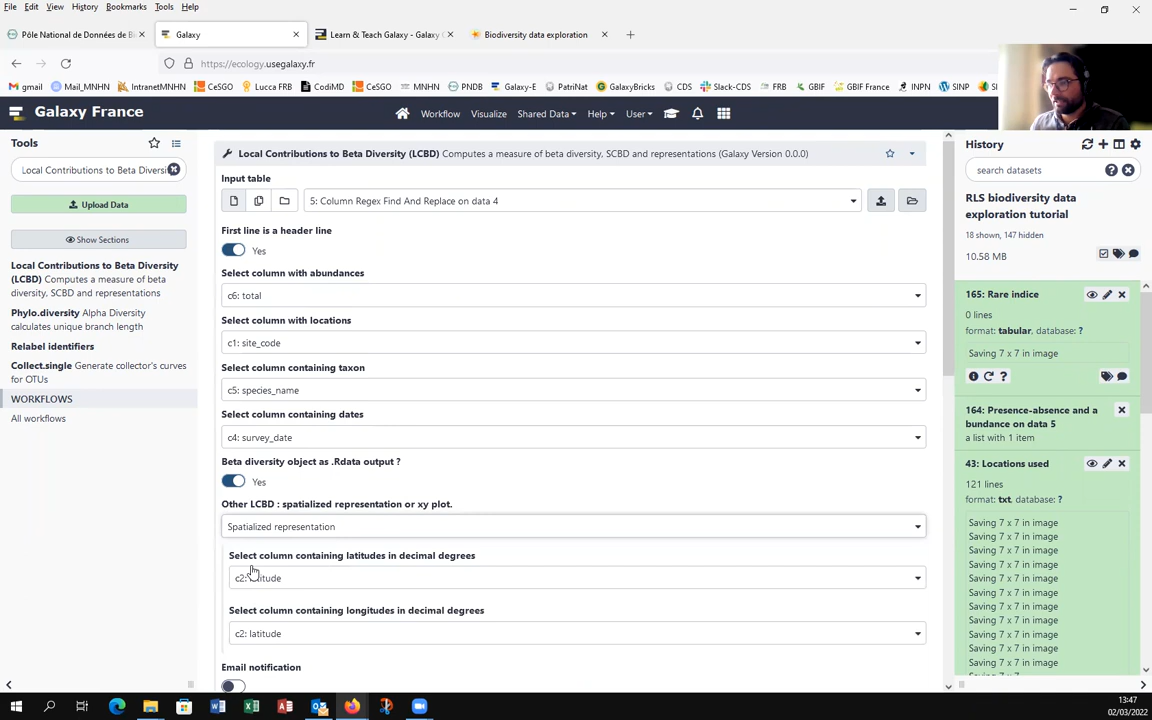 File Edit View History Bookmarks Tools Help
Pôle National de Données de Bi
Galaxy
Learn & Teach Galaxy - Galaxy
Biodiversity data exploration
https://ecology.usegalaxy.fr
gmail Mail_MNHN IntranetMNHN CeSGO Lucca FRB CodiMD CeSGO MNHN PNDB Galaxy-E PatriNat GalaxyBricks CDS Slack-CDS FRB GBIF GBIF France INPN SINP
Galaxy France
Workflow Visualize Shared Data Help User
Tools
Local Contributions to Beta Diversi
Upload Data
Show Sections
Local Contributions to Beta Diversity
(LCBD) Computes a measure of beta
diversity, SCBD and representations
Phylo.diversity Alpha Diversity
calculates unique branch length
Relabel identifiers
Collect.single Generate collector's curves
for OTUs
WORKFLOWS
All workflows
Local Contributions to Beta Diversity (LCBD) Computes a measure of beta diversity, SCBD and representations (Galaxy Version 0.0.0)
Input table
5: Column Regex Find And Replace on data 4
First line is a header line
Yes
Select column with abundances
c6: total
Select column with locations
c1: site_code
Select column containing taxon
c5: species_name
Select column containing dates
c4: survey_date
Beta diversity object as .Rdata output ?
Yes
Other LCBD : spatialized representation or xy plot.
Spatialized representation
Select column containing latitudes in decimal degrees
c2: latitude
Select column containing longitudes in decimal degrees
c2: latitude
Email notification
History
search datasets
RLS biodiversity data
exploration tutorial
18 shown, 147 hidden
10.58 MB
165: Rare indice
0 lines
format: tabular, database: ?
Saving 7 x 7 in image
164: Presence-absence and a
bundance on data 5
a list with 1 item
43: Locations used
121 lines
format: txt, database: ?
Saving 7 x 7 in image
Saving 7 x 7 in image
Saving 7 x 7 in image
Saving 7 x 7 in image
Saving 7 x 7 in image
Saving 7 x 7 in image
Saving 7 x 7 in image
Saving 7 x 7 in image
Saving 7 x 7 in image
Saving 7 x 7 in image
Saving 7 x 7 in image
13:47
02/03/2022